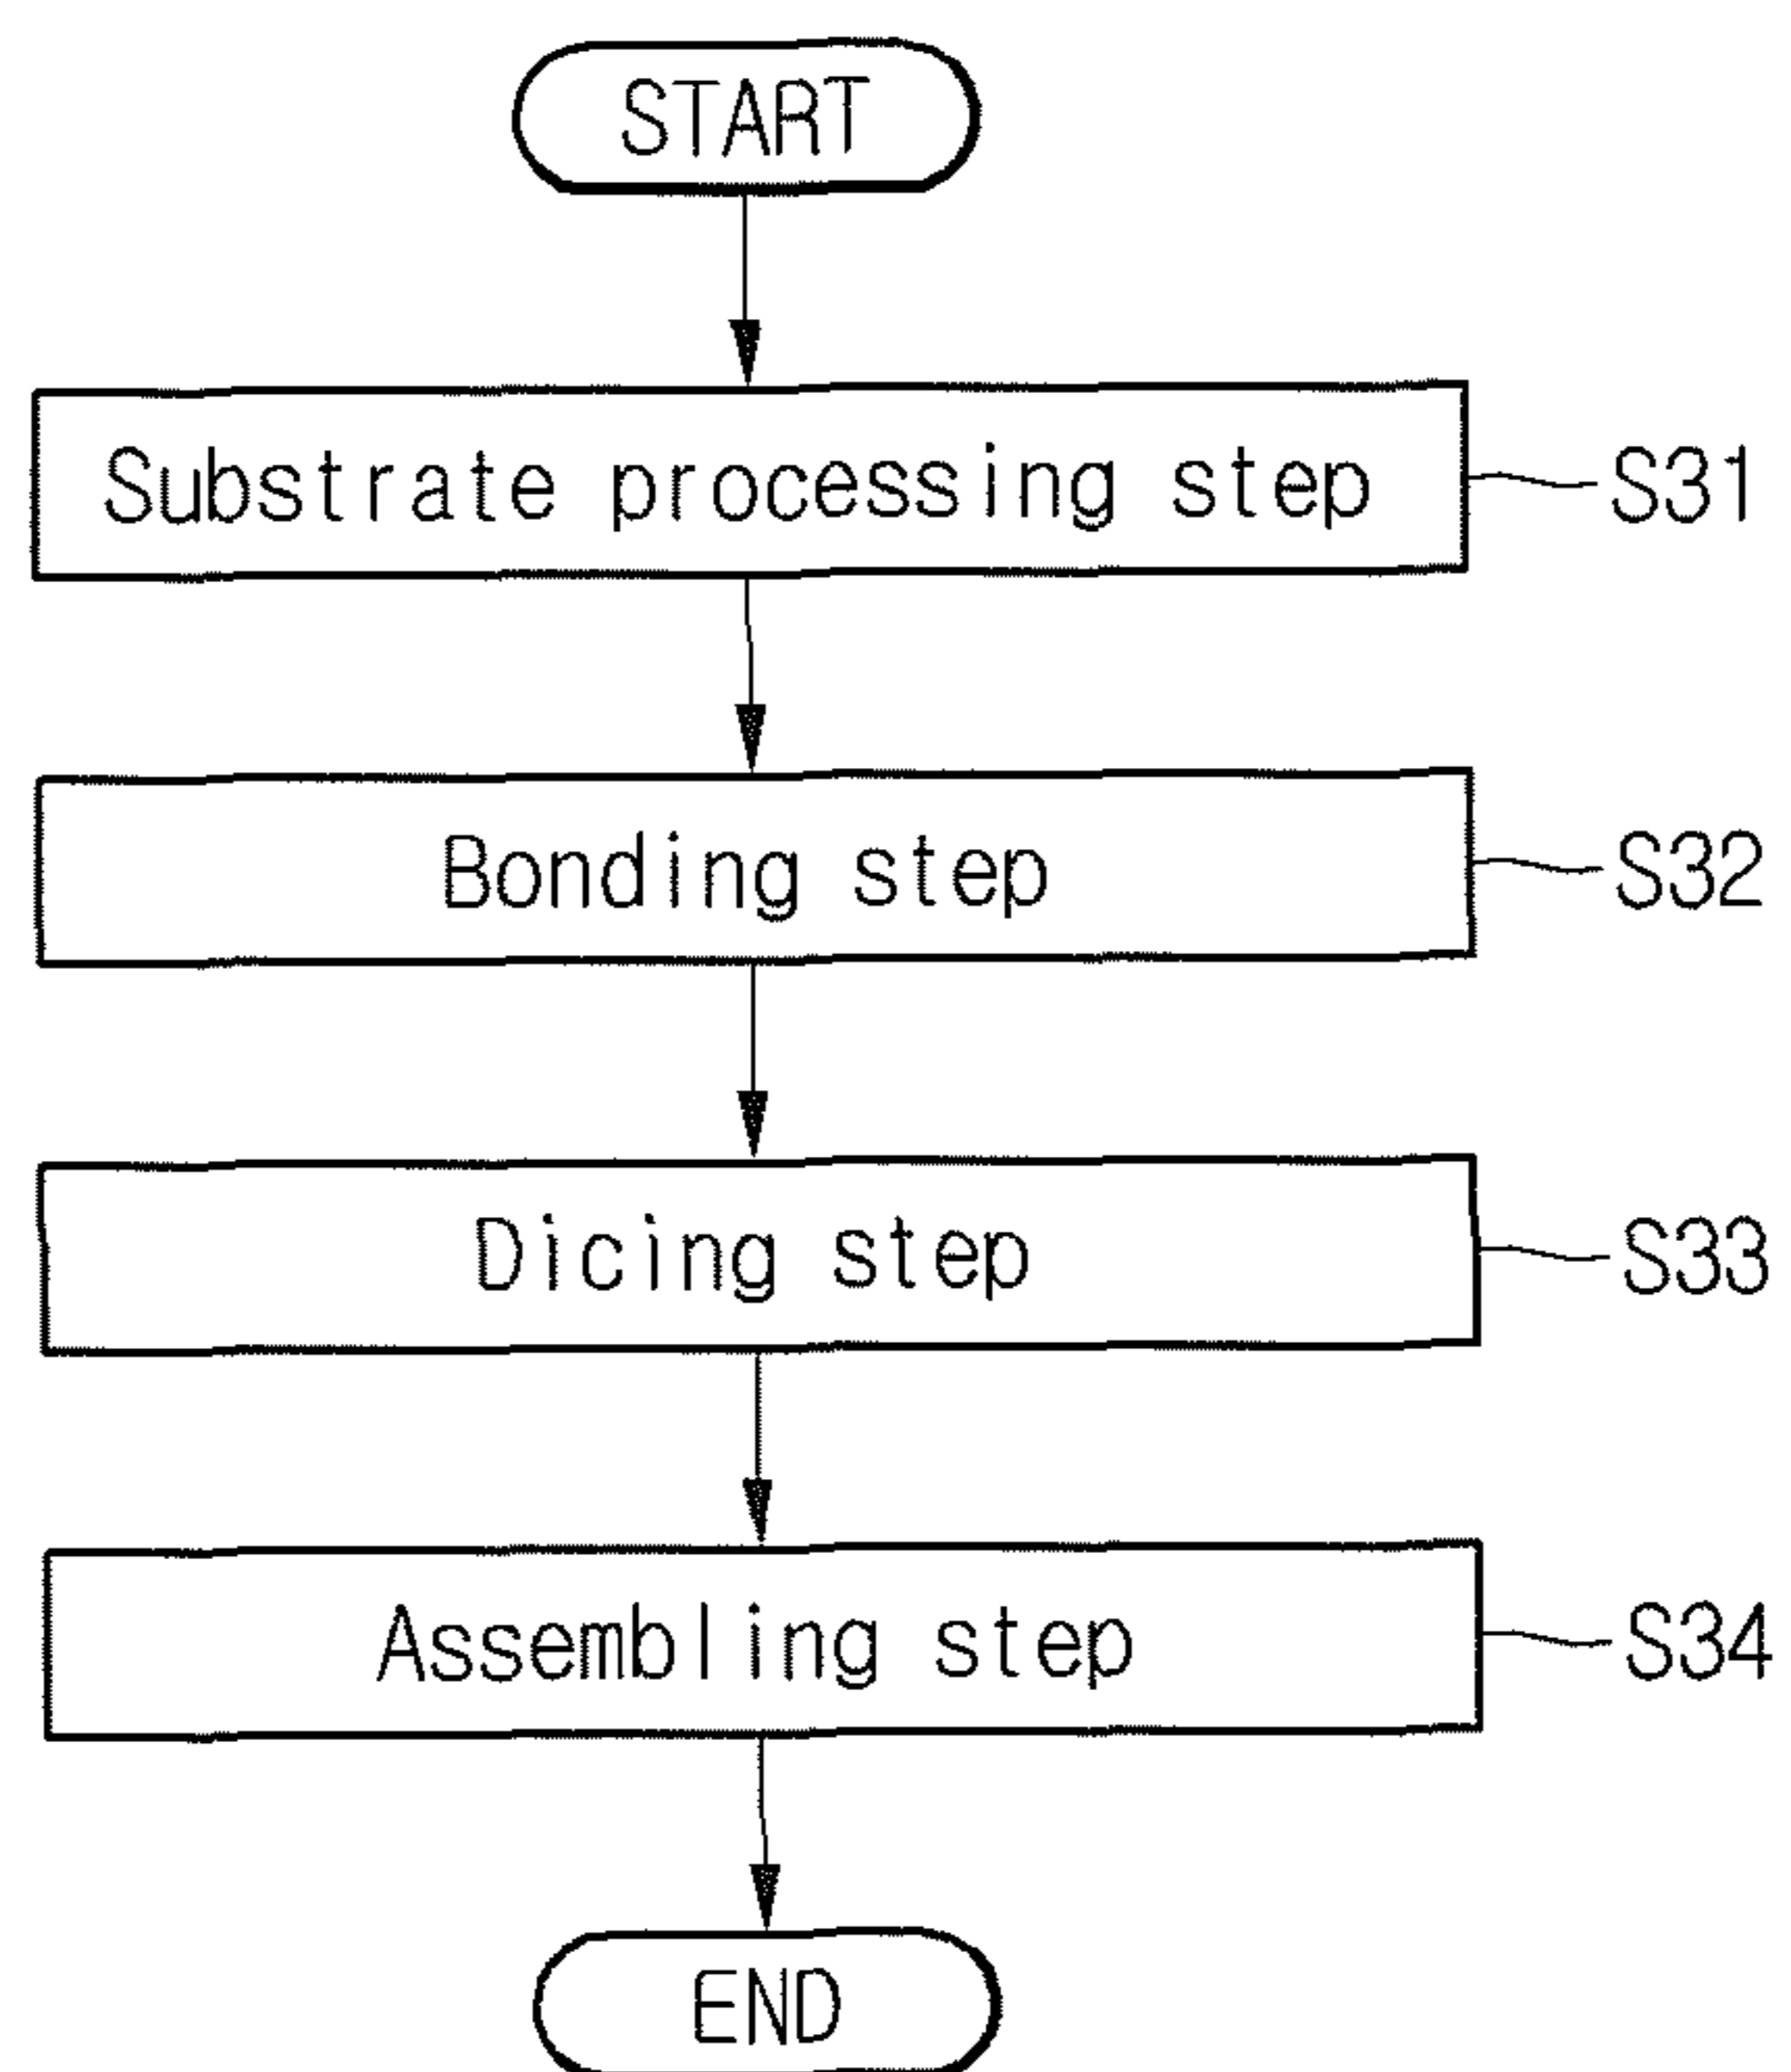 START
Substrate processing step S31
Bonding step S32
Dicing step S33
Assembling step S34
END